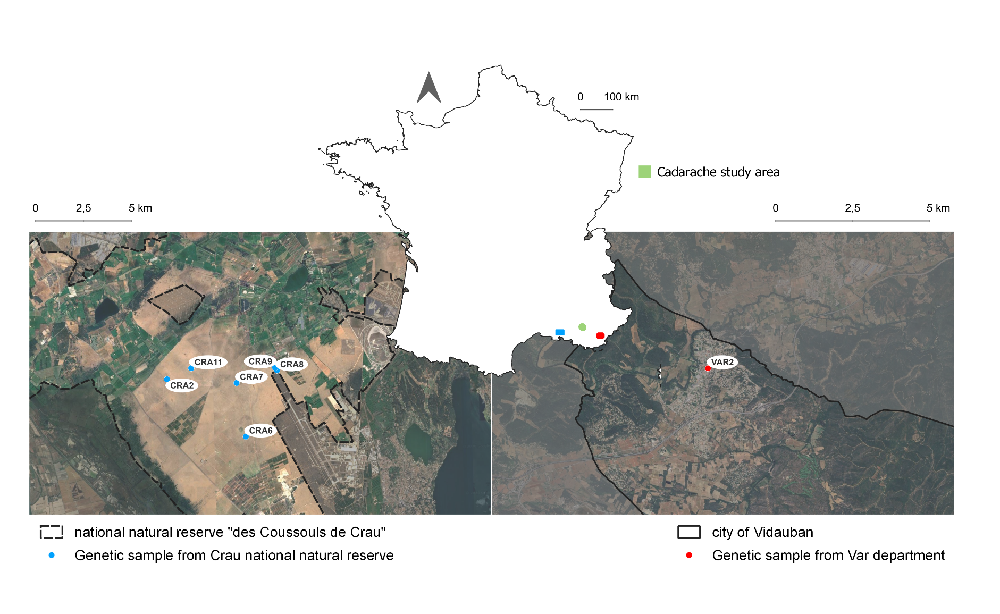 0 100 km
Cadarache study area
0 2,5 5 km
0 2,5 5 km
CRA11
CRA9
CRA8
CRA2
CRA7
CRA6
VAR2
national natural reserve "des Coussouls de Crau"
Genetic sample from Crau national natural reserve
city of Vidauban
Genetic sample from Var department